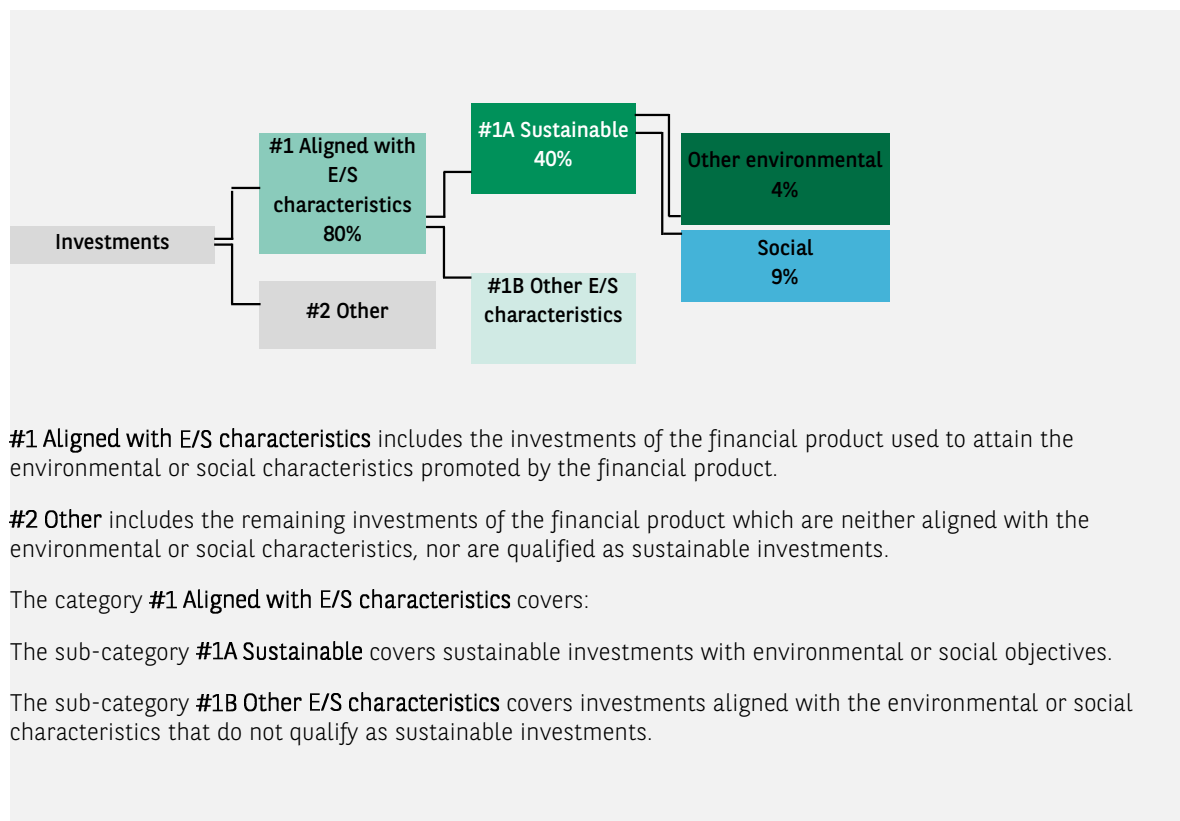 #1A Sustainable
40%
#1 Aligned with
E/S
characteristics
80%
Other environmental
4%
Investments
Social
9%
#2 Other
#1B Other E/S
characteristics
#1 Aligned with E/S characteristics includes the investments of the financial product used to attain the
environmental or social characteristics promoted by the financial product.
#2 Other includes the remaining investments of the financial product which are neither aligned with the
environmental or social characteristics, nor are qualified as sustainable investments.
The category #1 Aligned with E/S characteristics covers:
The sub-category #1A Sustainable covers sustainable investments with environmental or social objectives.
The sub-category #1B Other E/S characteristics covers investments aligned with the environmental or social
characteristics that do not qualify as sustainable investments.